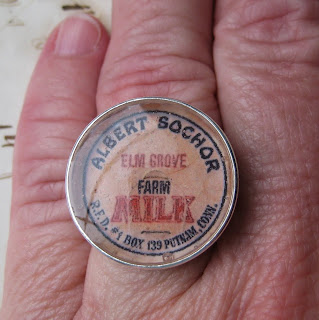 ALBERT SOCHOR
ELM GROVE
FARM
MILK
R.F.D. #1 BOX 139 PUTNAM, CONN.